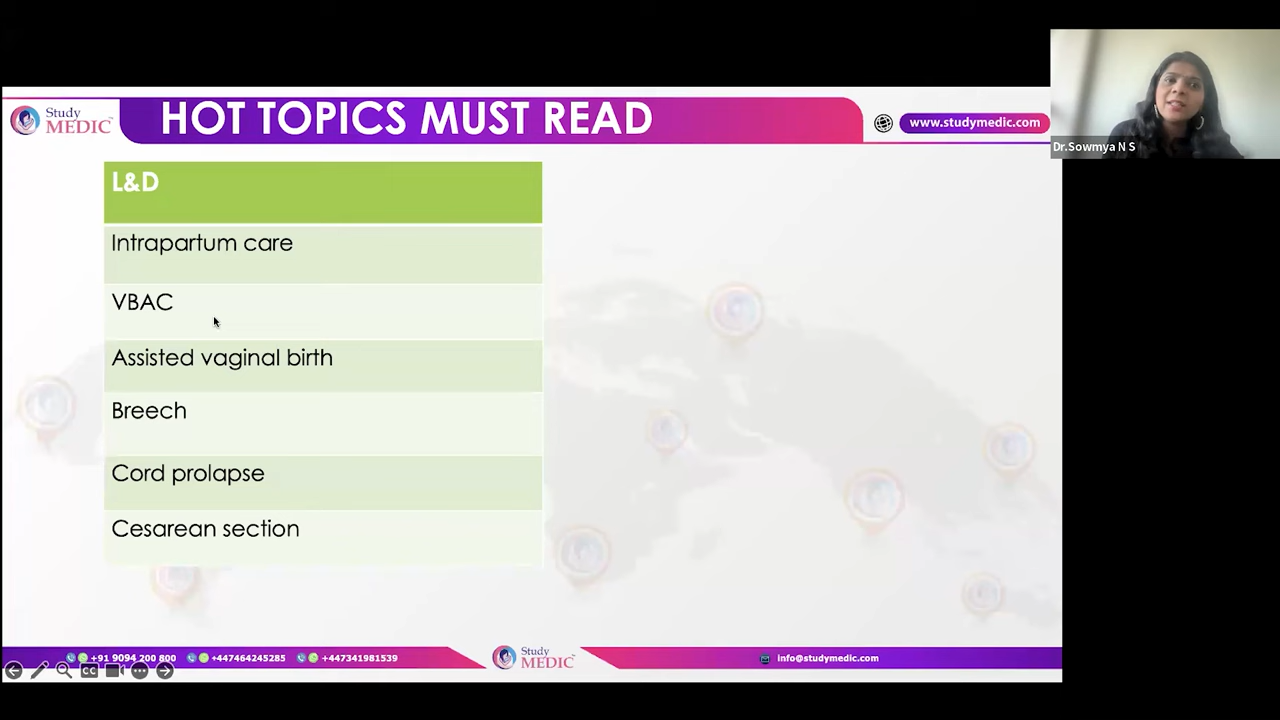 Study
MEDIC
HOT TOPICS MUST READ
www.studymedic.com
Dr.Sowmya N S
L&D
Intrapartum care
VBAC
Assisted vaginal birth
Breech
Cord prolapse
Cesarean section
+91 9094 200 800
+447464245285
+447341981539
Study
MEDIC
info@studymedic.com
CC